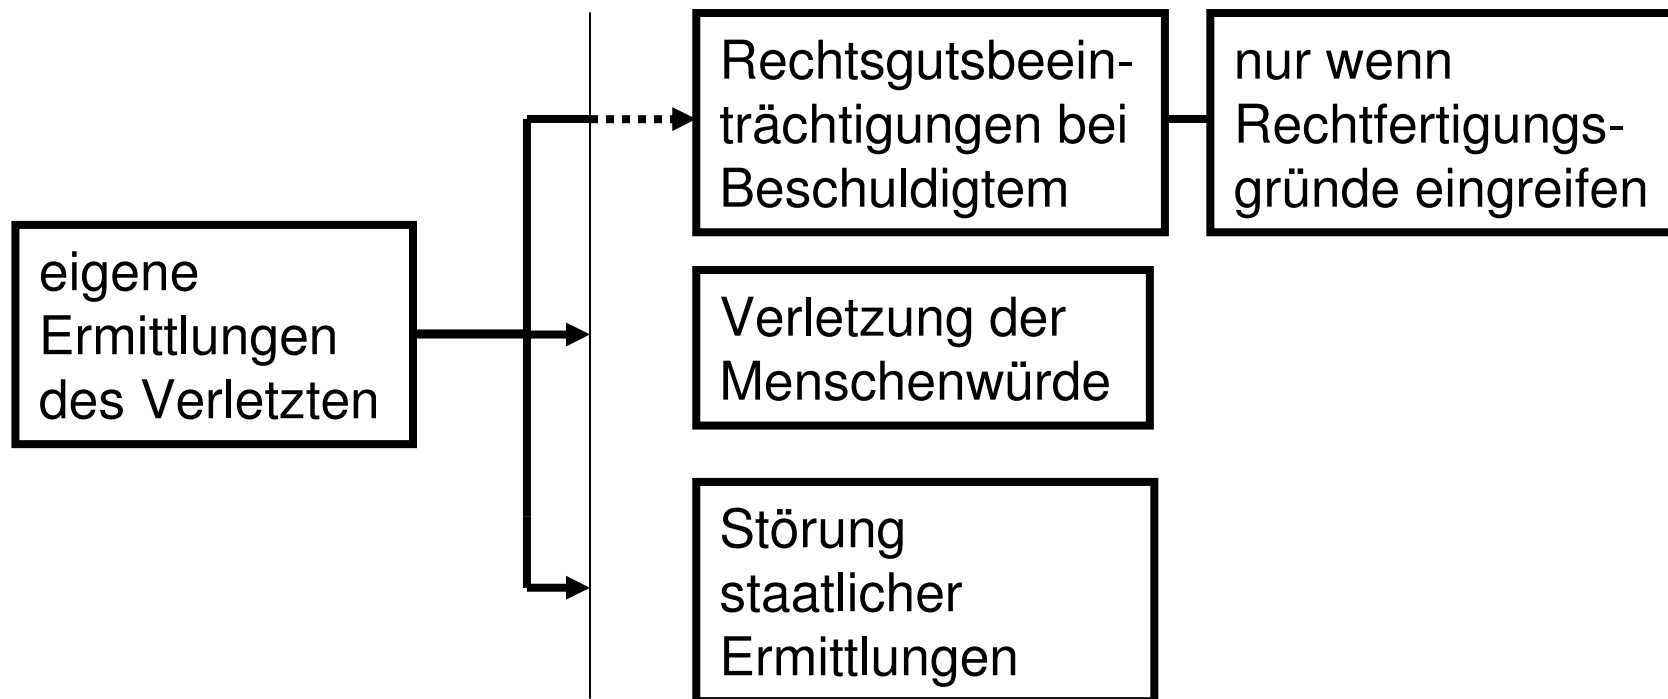 eigene
Ermittlungen
des Verletzten
Rechtsgutsbeein-
trächtigungen bei
Beschuldigtem
nur wenn
Rechtfertigungs-
gründe eingreifen
Verletzung der
Menschenwürde
Störung
staatlicher
Ermittlungen